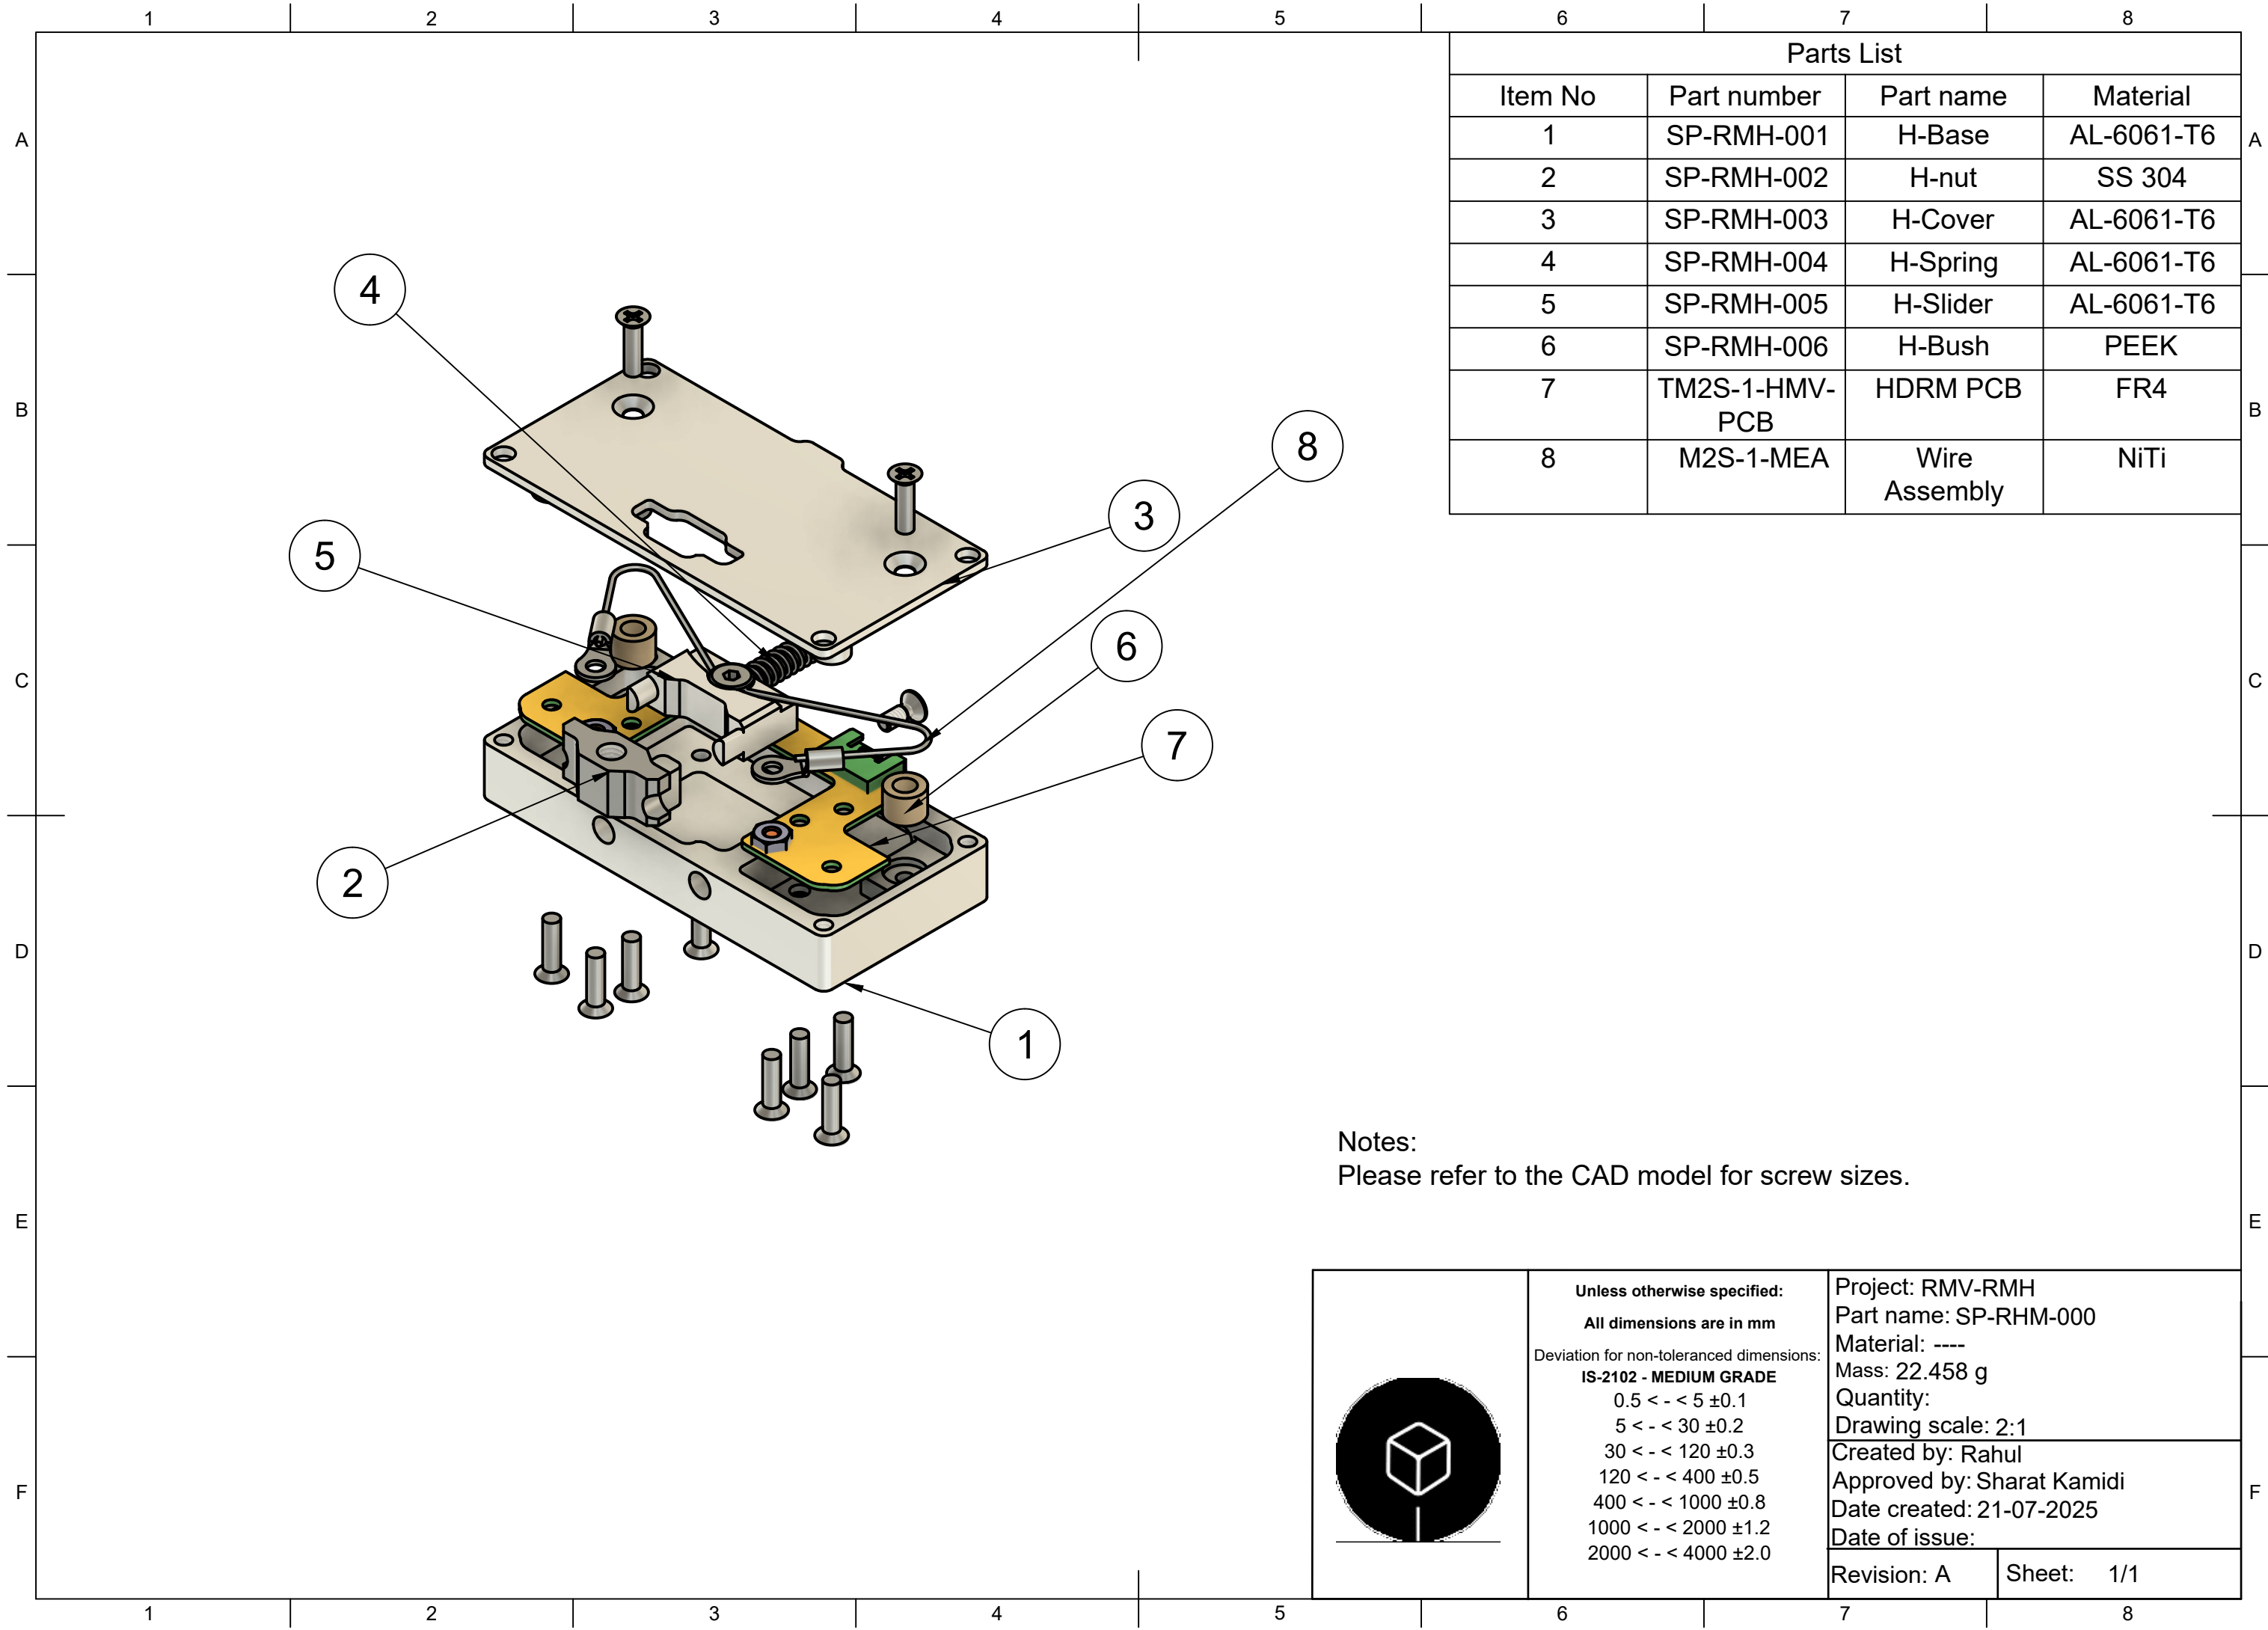 1 2 3 4 5 6 7 8
A A
B B
C C
D D
E E
F F
Parts List
Item No Part number Part name Material
1 SP-RMH-001 H-Base AL-6061-T6
2 SP-RMH-002 H-nut SS 304
3 SP-RMH-003 H-Cover AL-6061-T6
4 SP-RMH-004 H-Spring AL-6061-T6
5 SP-RMH-005 H-Slider AL-6061-T6
6 SP-RMH-006 H-Bush PEEK
7 TM2S-1-HMV- HDRM PCB FR4
PCB
8 M2S-1-MEA Wire NiTi
Assembly
4
8
3
5
6
7
2
1
Notes:
Please refer to the CAD model for screw sizes.
Unless otherwise specified:
All dimensions are in mm
Deviation for non-toleranced dimensions:
IS-2102 - MEDIUM GRADE
0.5 < - < 5 ±0.1
5 < - < 30 ±0.2
30 < - < 120 ±0.3
120 < - < 400 ±0.5
400 < - < 1000 ±0.8
1000 < - < 2000 ±1.2
2000 < - < 4000 ±2.0
Project: RMV-RMH
Part name: SP-RHM-000
Material: ----
Mass: 22.458 g
Quantity:
Drawing scale: 2:1
Created by: Rahul
Approved by: Sharat Kamidi
Date created: 21-07-2025
Date of issue:
Revision: A Sheet: 1/1
1 2 3 4 5 6 7 8